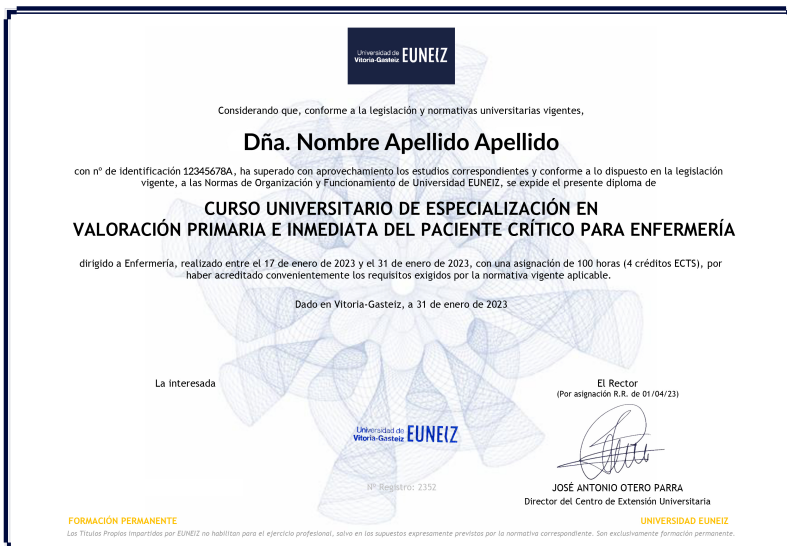 Universidad de
Vitoria-Gasteiz EUNEIZ
Considerando que, conforme a la legislación y normativas universitarias vigentes,
Dña. Nombre Apellido Apellido
con nº de identificación 12345678A, ha superado con aprovechamiento los estudios correspondientes y conforme a lo dispuesto en la legislación
vigente, a las Normas de Organización y Funcionamiento de Universidad EUNEIZ, se expide el presente diploma de
CURSO UNIVERSITARIO DE ESPECIALIZACIÓN EN
VALORACIÓN PRIMARIA E INMEDIATA DEL PACIENTE CRÍTICO PARA ENFERMERÍA
dirigido a Enfermería, realizado entre el 17 de enero de 2023 y el 31 de enero de 2023, con una asignación de 100 horas (4 créditos ECTS), por
haber acreditado convenientemente los requisitos exigidos por la normativa vigente aplicable.
Dado en Vitoria-Gasteiz, a 31 de enero de 2023
La interesada
El Rector
(Por asignación R.R. de 01/04/23)
Universidad de
Vitoria-Gasteiz EUNEIZ
Nº Registro: 2352
JOSÉ ANTONIO OTERO PARRA
Director del Centro de Extensión Universitaria
FORMACIÓN PERMANENTE
UNIVERSIDAD EUNEIZ
Los Títulos Propios impartidos por EUNEIZ no habilitan para el ejercicio profesional, salvo en los supuestos expresamente previstos por la normativa correspondiente. Son exclusivamente formación permanente.